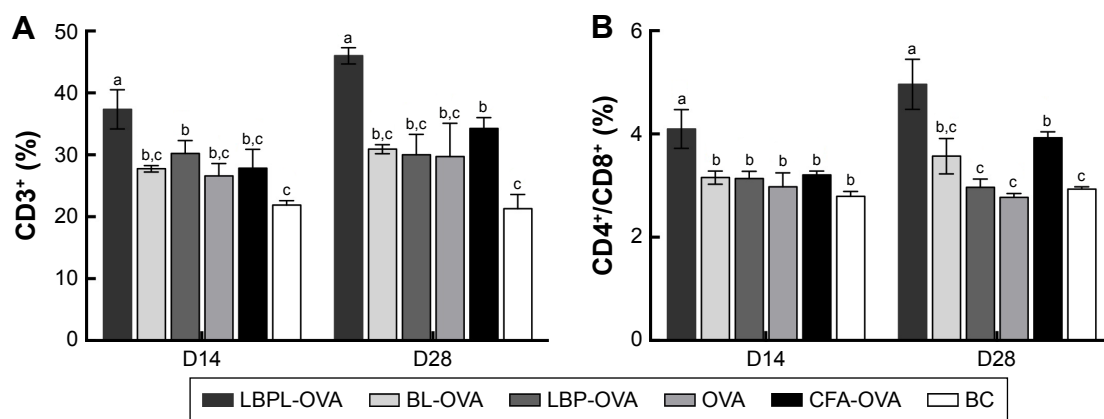 A
CD3⁺ (%)
50
40
30
20
10
0
a
b,c
b
b,c
b,c
c
a
b,c
b,c
b,c
b
c
D14
D28
B
CD4⁺/CD8⁺ (%)
6
4
2
0
a
b
b
b
b
b
a
b,c
c
c
b
c
D14
D28
LBPL-OVA BL-OVA LBP-OVA OVA CFA-OVA BC